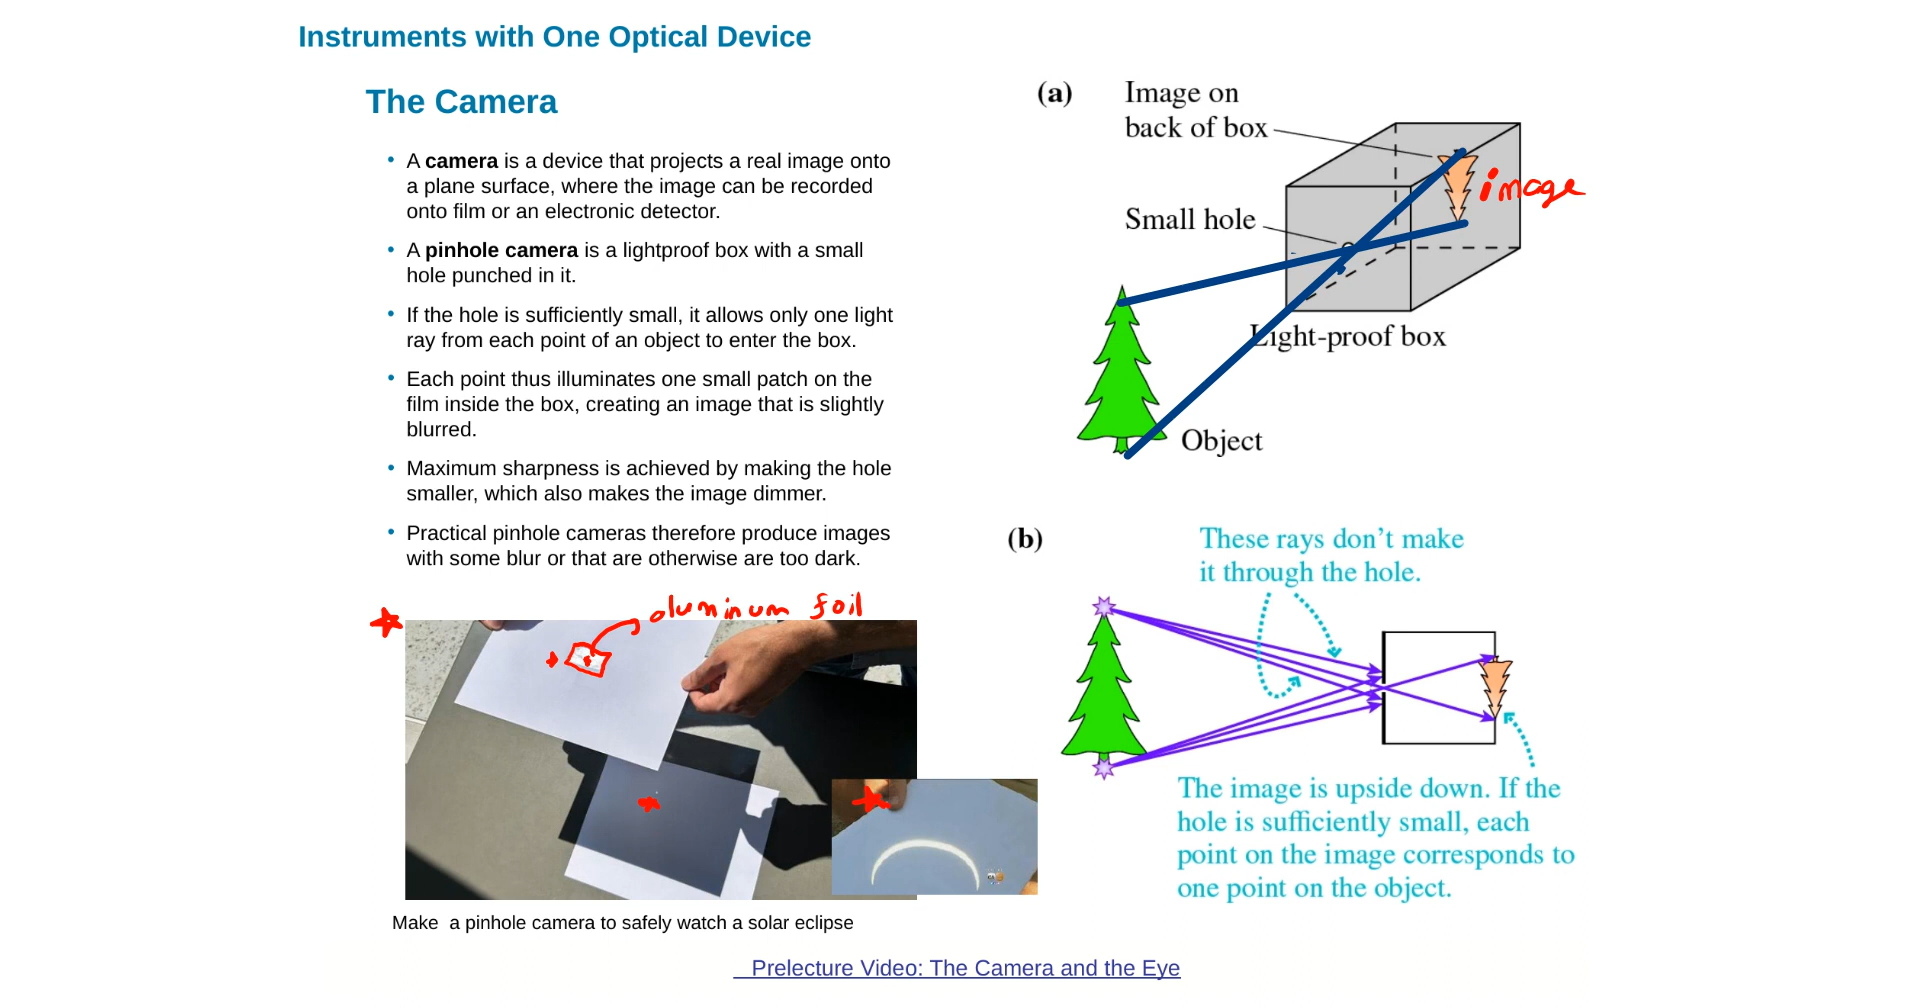 Instruments with One Optical Device
The Camera
• A camera is a device that projects a real image onto
a plane surface, where the image can be recorded
onto film or an electronic detector.
• A pinhole camera is a lightproof box with a small
hole punched in it.
• If the hole is sufficiently small, it allows only one light
ray from each point of an object to enter the box.
• Each point thus illuminates one small patch on the
film inside the box, creating an image that is slightly
blurred.
• Maximum sharpness is achieved by making the hole
smaller, which also makes the image dimmer.
• Practical pinhole cameras therefore produce images
with some blur or that are otherwise are too dark.
aluminum foil
Make a pinhole camera to safely watch a solar eclipse
(a)
Image on
back of box
image
Small hole
Light-proof box
Object
(b)
These rays don't make
it through the hole.
The image is upside down. If the
hole is sufficiently small, each
point on the image corresponds to
one point on the object.
Prelecture Video: The Camera and the Eye